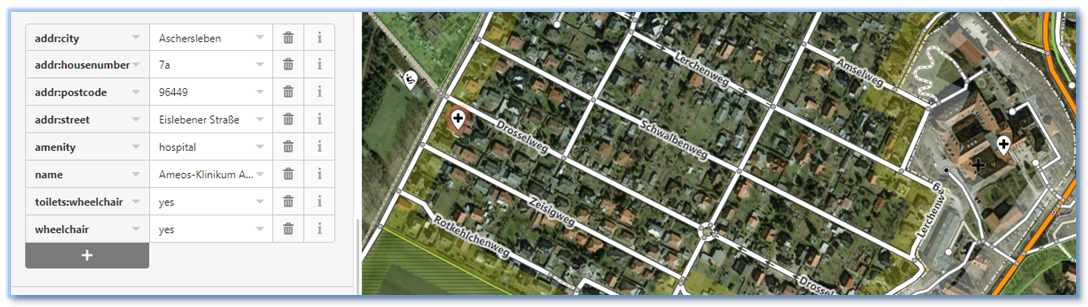 addr:city Aschersleben
addr:housenumber 7a
addr:postcode 96449
addr:street Eislebener Straße
amenity hospital
name Ameos-Klinikum A...
toilets:wheelchair yes
wheelchair yes
Lerchenweg
Amselweg
Drosselweg
Schwalbenweg
Zeisigweg
Lerchenweg
Rotkehlchenweg
Drossel